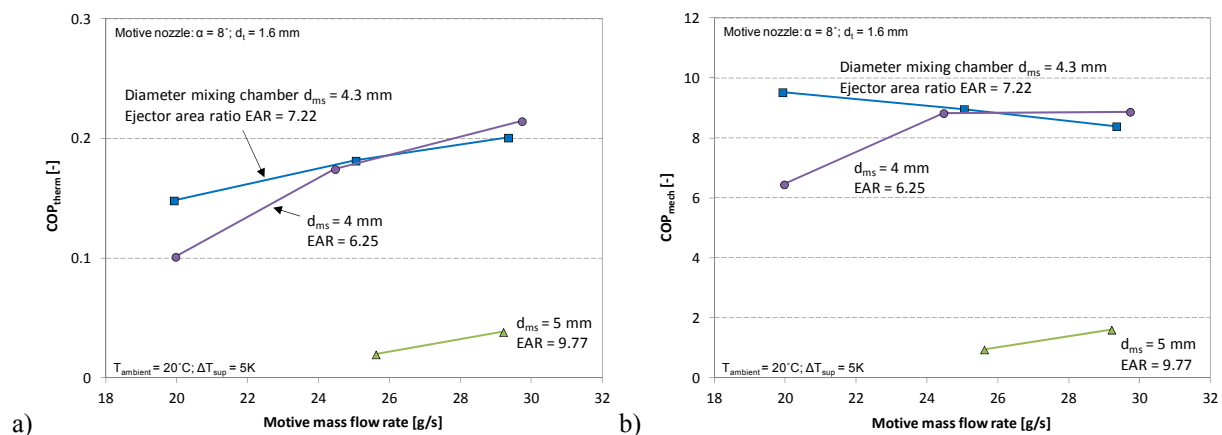 0.3
Motive nozzle: α = 8˚; dt = 1.6 mm
Diameter mixing chamber dms = 4.3 mm
Ejector area ratio EAR = 7.22
0.2
COPtherm [-]
dms = 4 mm
EAR = 6.25
0.1
dms = 5 mm
EAR = 9.77
Tambient = 20˚C; ΔTsup = 5K
0
18 20 22 24 26 28 30 32
Motive mass flow rate [g/s]
a)
12
Motive nozzle: α = 8˚; dt = 1.6 mm
10
Diameter mixing chamber dms = 4.3 mm
Ejector area ratio EAR = 7.22
8
dms = 4 mm
EAR = 6.25
6
COPmech [-]
4
2
dms = 5 mm
EAR = 9.77
Tambient = 20˚C; ΔTsup = 5K
0
18 20 22 24 26 28 30 32
Motive mass flow rate [g/s]
b)